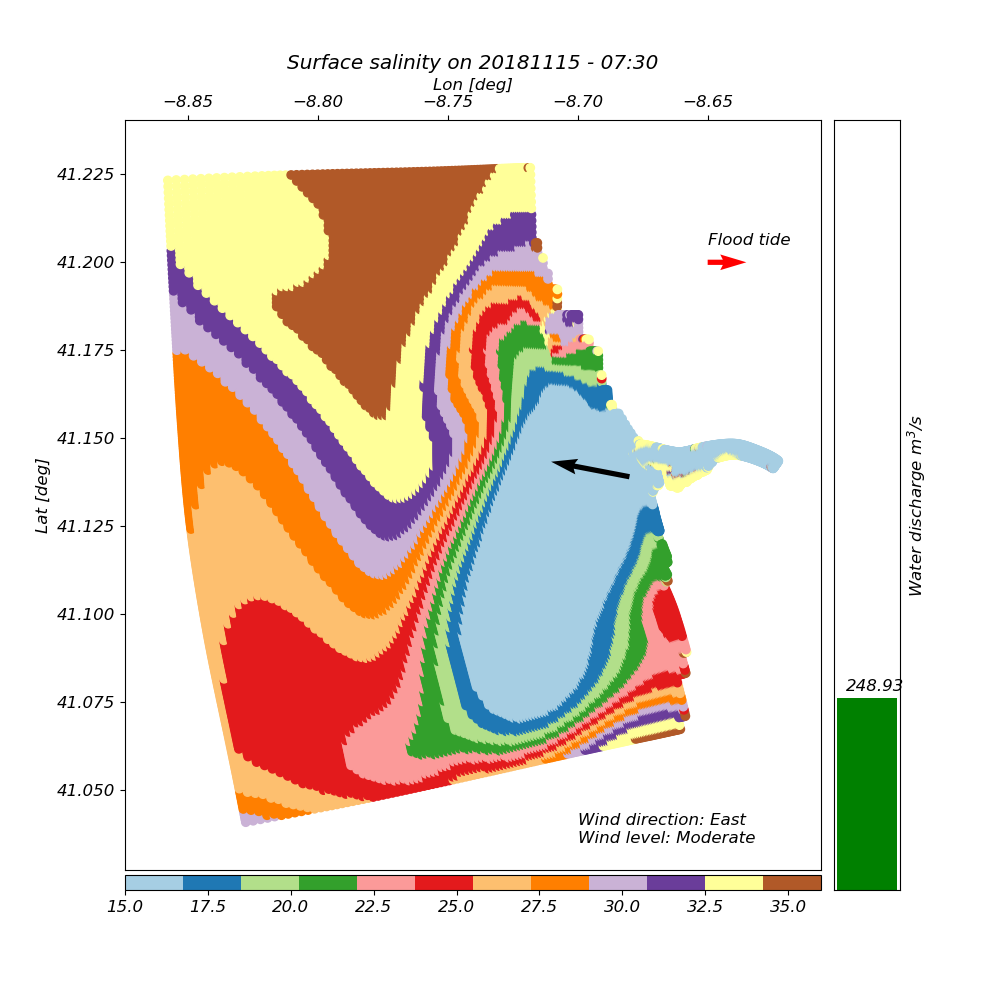 Surface salinity on 20181115 - 07:30
Lon [deg]
−8.85 −8.80 −8.75 −8.70 −8.65
41.225
41.200
41.175
41.150
41.125
41.100
41.075
41.050
Lat [deg]
Flood tide
Wind direction: East
Wind level: Moderate
15.0 17.5 20.0 22.5 25.0 27.5 30.0 32.5 35.0
248.93
Water discharge m³/s